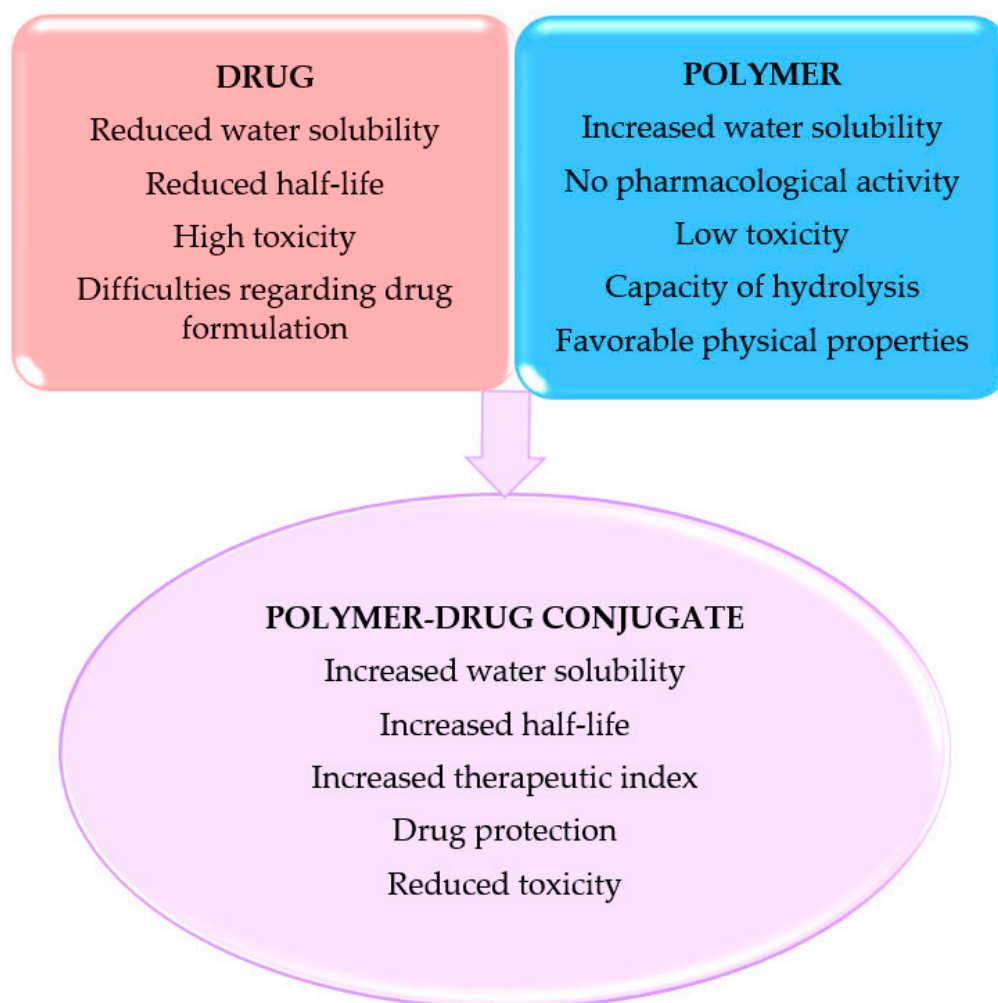 DRUG
Reduced water solubility
Reduced half-life
High toxicity
Difficulties regarding drug
formulation
POLYMER
Increased water solubility
No pharmacological activity
Low toxicity
Capacity of hydrolysis
Favorable physical properties
POLYMER-DRUG CONJUGATE
Increased water solubility
Increased half-life
Increased therapeutic index
Drug protection
Reduced toxicity